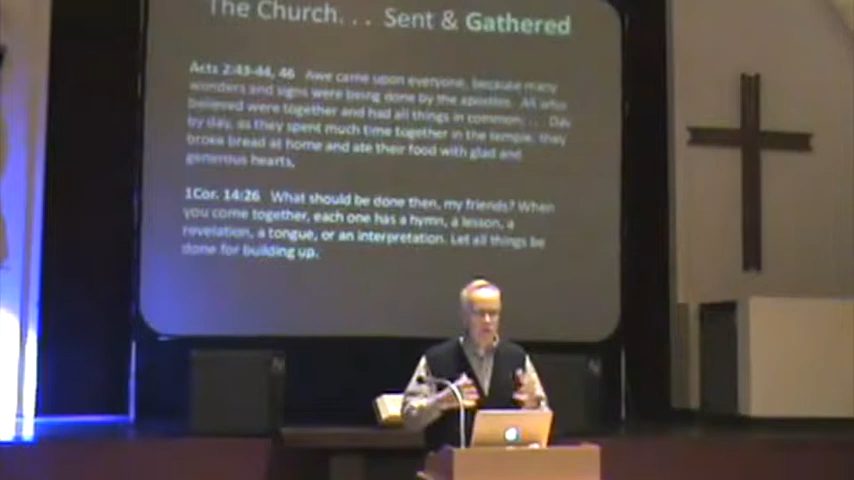 The Church. . . Sent & Gathered
Acts 2:43-44, 46 Awe came upon everyone, because many
wonders and signs were being done by the apostles. All who
believed were together and had all things in common. . . Day
by day, as they spent much time together in the temple, they
broke bread at home and ate their food with glad and
generous hearts.
1Cor. 14:26 What should be done then, my friends? When
you come together, each one has a hymn, a lesson, a
revelation, a tongue, or an interpretation. Let all things be
done for building up.